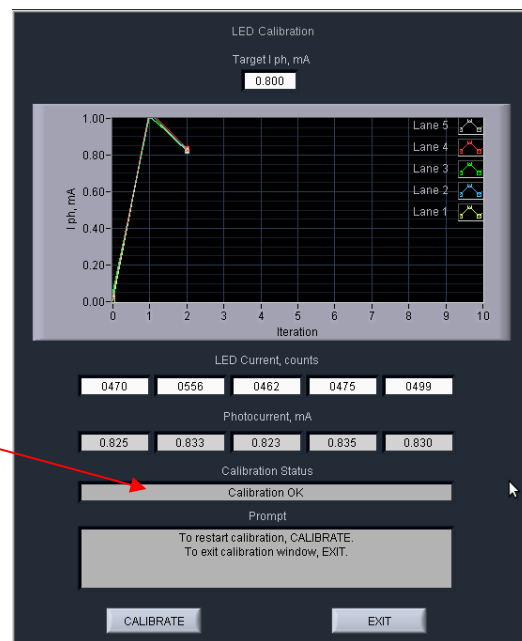 LED Calibration
Target I ph, mA
0.800
1.00
0.80
0.60
0.40
0.20
0.00
I ph, mA
0 1 2 3 4 5 6 7 8 9 10
Iteration
Lane 5
Lane 4
Lane 3
Lane 2
Lane 1
LED Current, counts
0470 0556 0462 0475 0499
Photocurrent, mA
0.825 0.833 0.823 0.835 0.830
Calibration Status
Calibration OK
Prompt
To restart calibration, CALIBRATE.
To exit calibration window, EXIT.
CALIBRATE EXIT